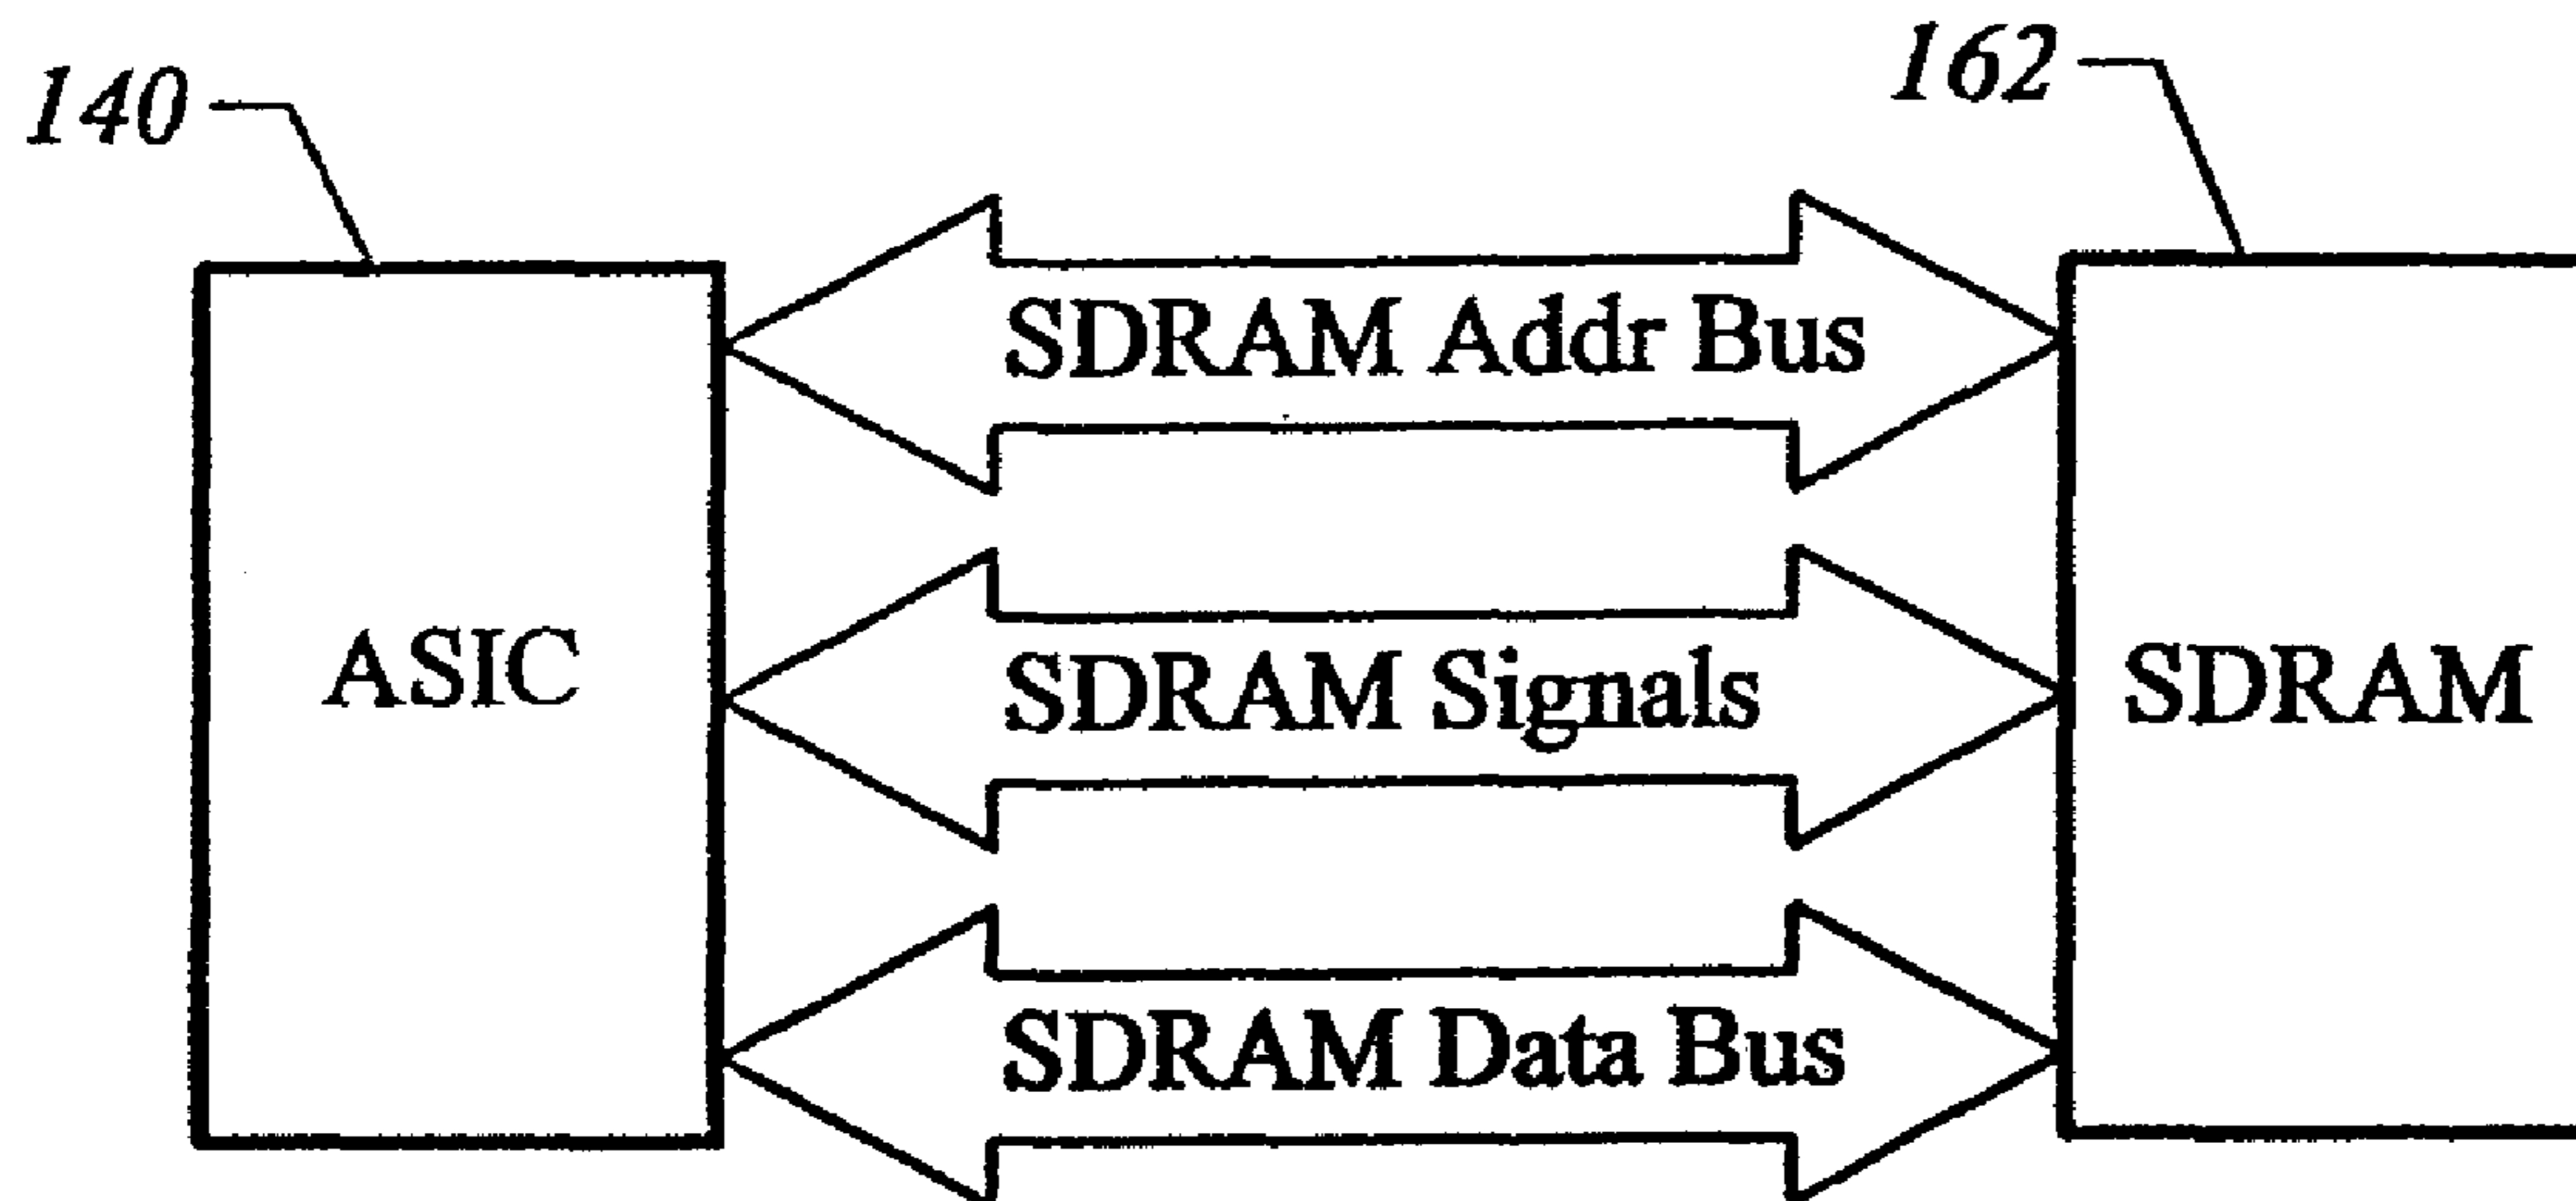 140
162
SDRAM Addr Bus
ASIC
SDRAM Signals
SDRAM
SDRAM Data Bus